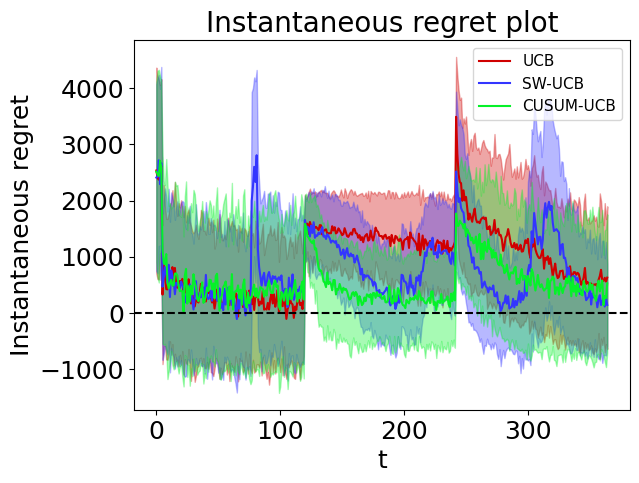 Instantaneous regret plot
UCB
SW-UCB
CUSUM-UCB
Instantaneous regret
4000
3000
2000
1000
0
−1000
0 100 200 300
t